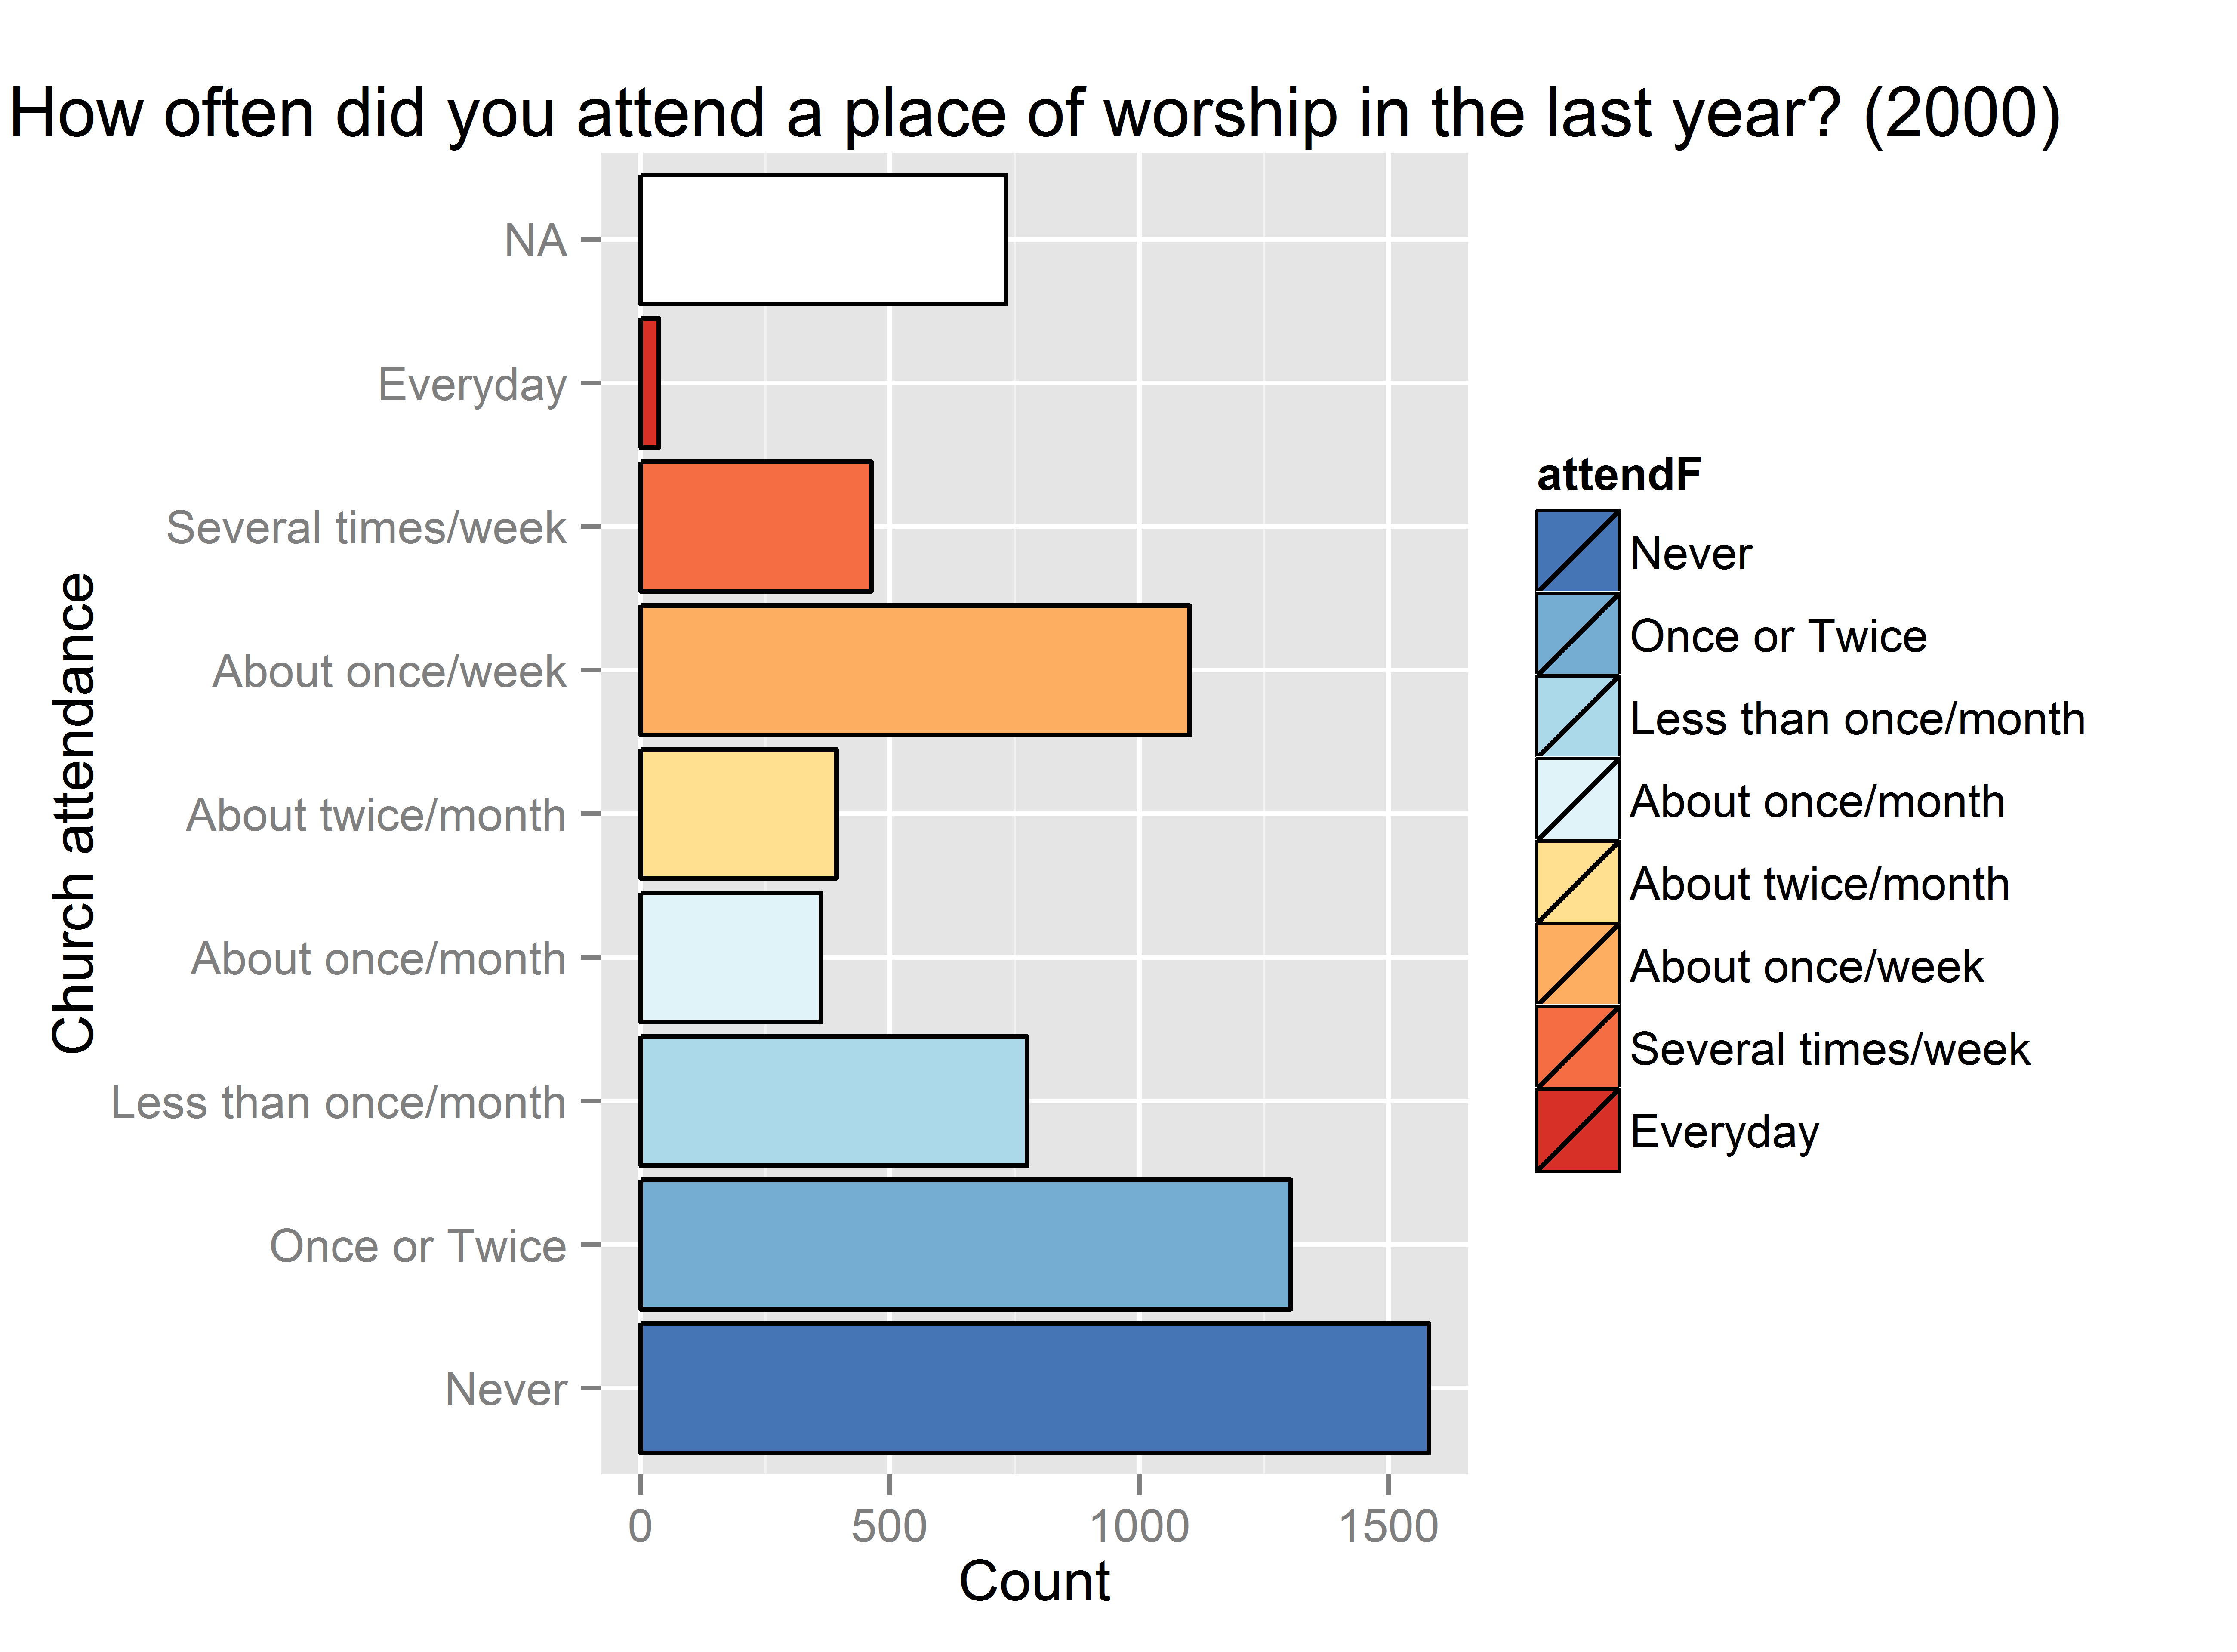 How often did you attend a place of worship in the last year? (2000)
Church attendance
NA
Everyday
Several times/week
About once/week
About twice/month
About once/month
Less than once/month
Once or Twice
Never
0 500 1000 1500
Count
attendF
Never
Once or Twice
Less than once/month
About once/month
About twice/month
About once/week
Several times/week
Everyday